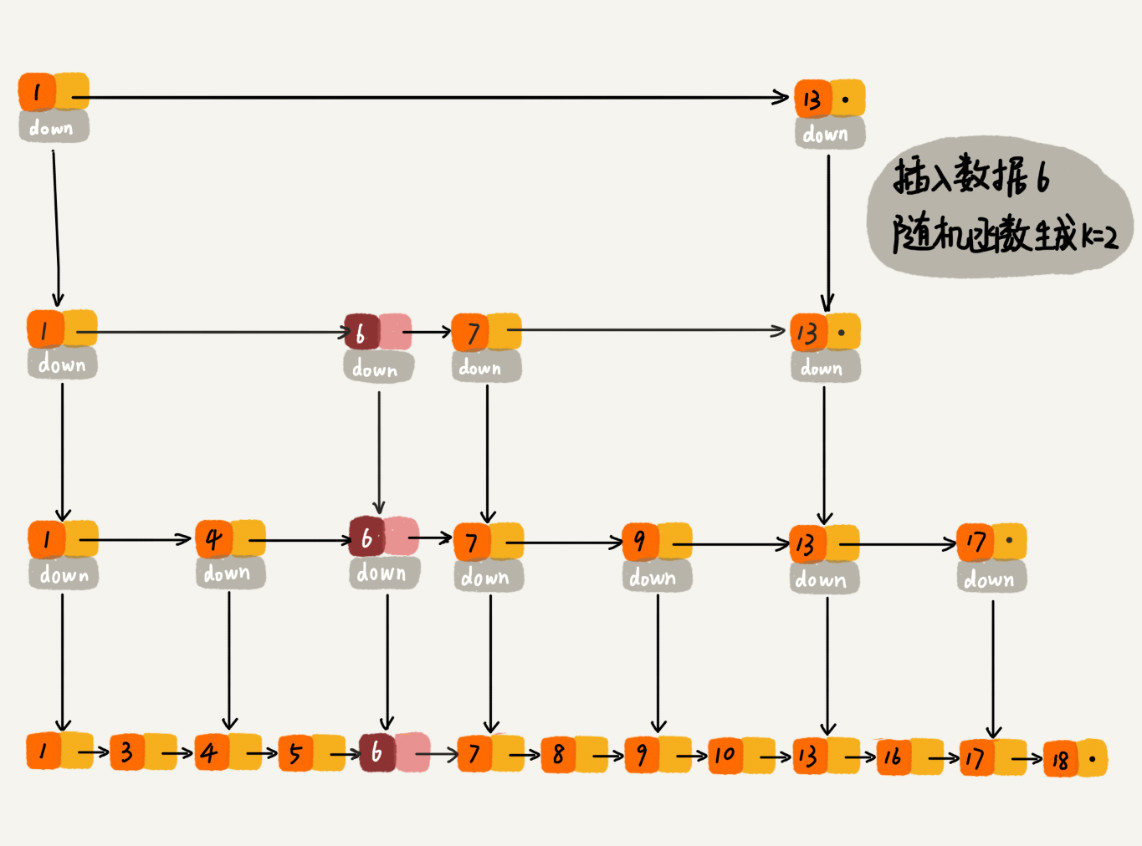 1 13
down down
插入数据6
随机函数生成K=2
1 6 7 13
down down down down
1 4 6 7 9 13 17
down down down down down down down
1 3 4 5 6 7 8 9 10 13 16 17 18